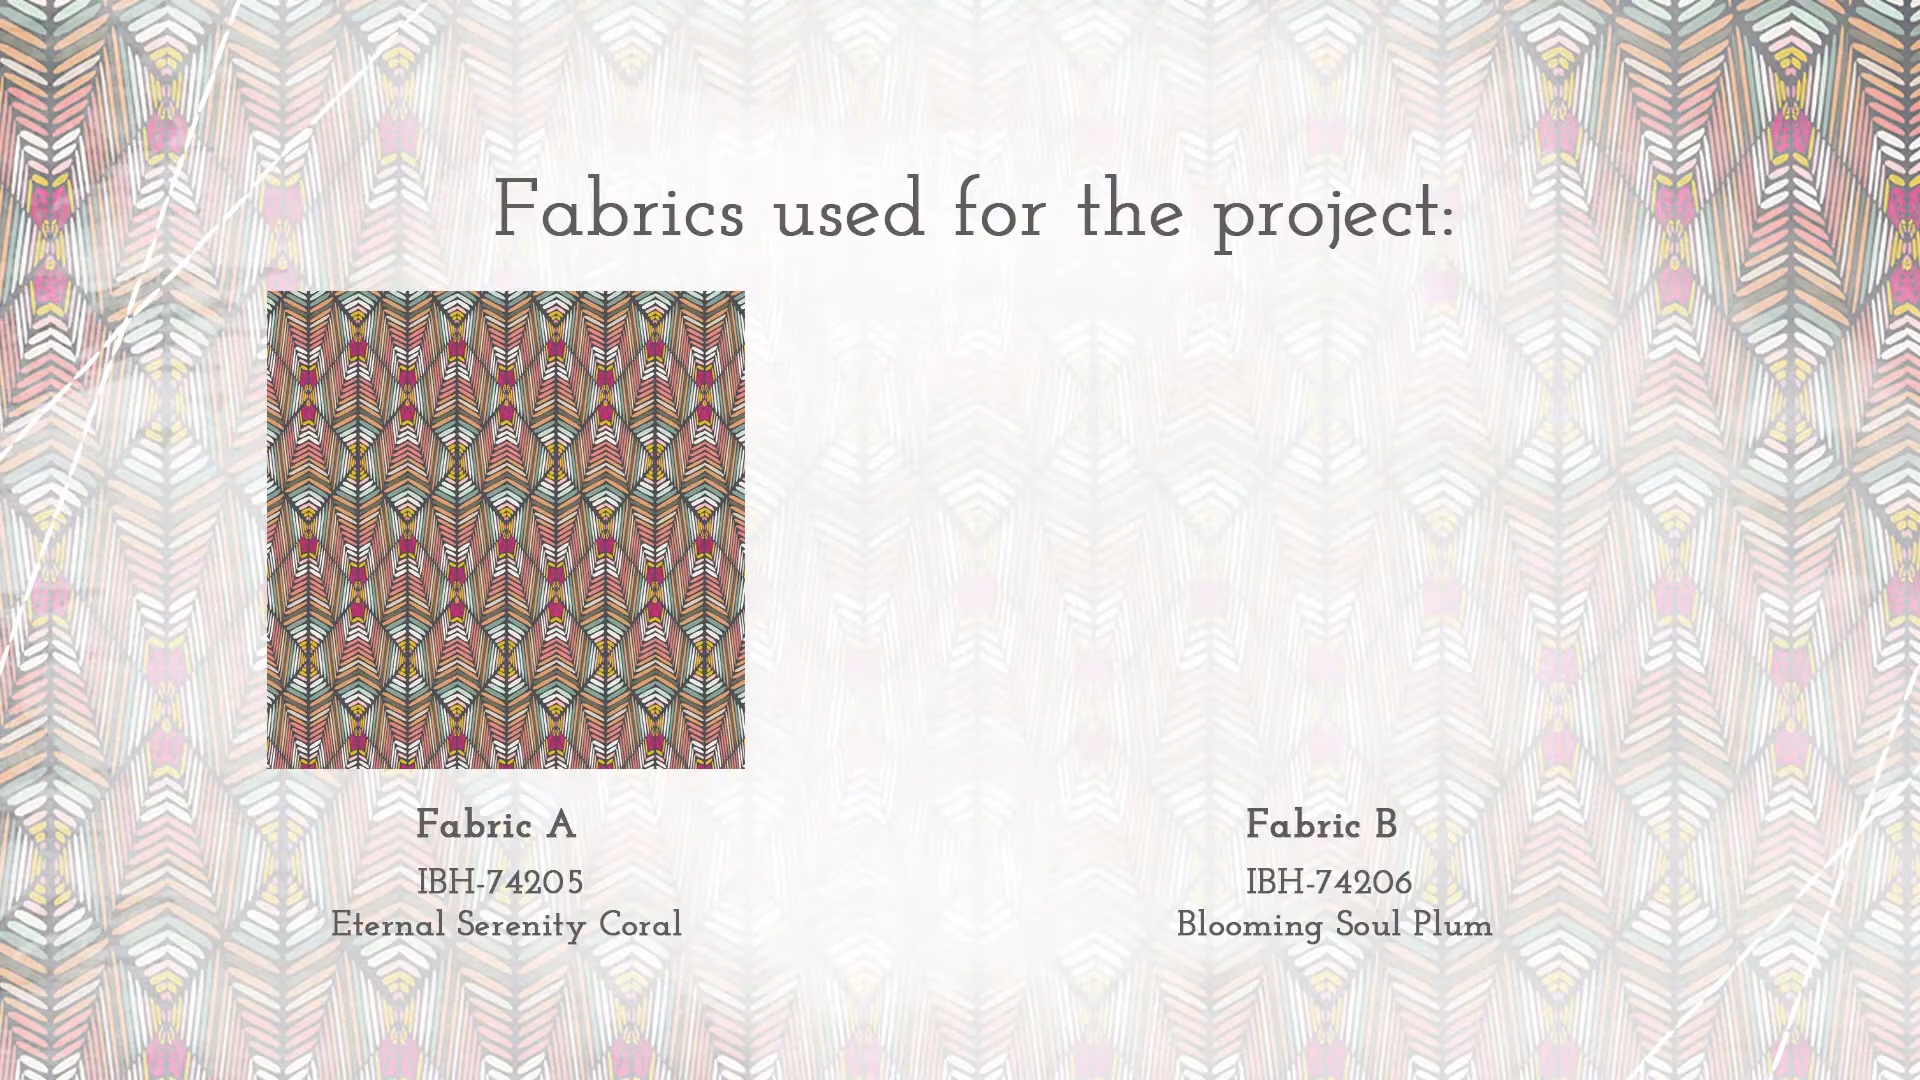 Fabrics used for the project:
Fabric A
IBH-74205
Eternal Serenity Coral
Fabric B
IBH-74206
Blooming Soul Plum